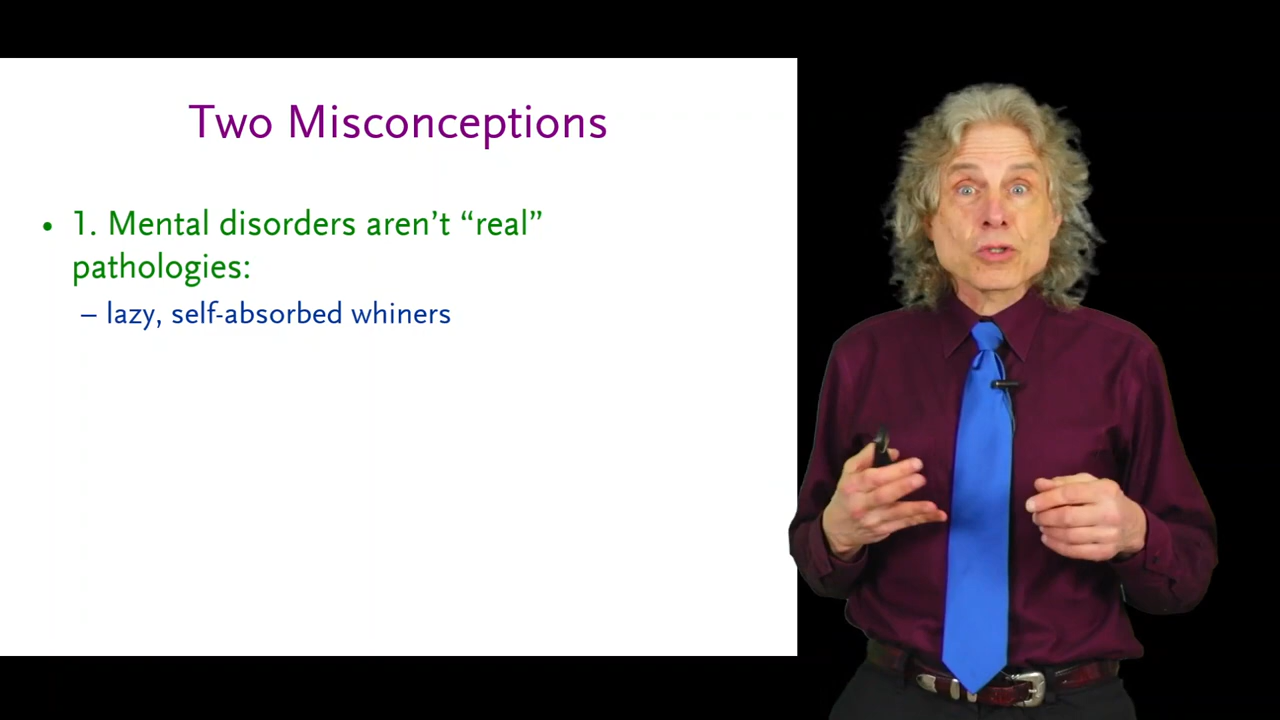 Two Misconceptions
• 1. Mental disorders aren’t “real”
pathologies:
– lazy, self-absorbed whiners